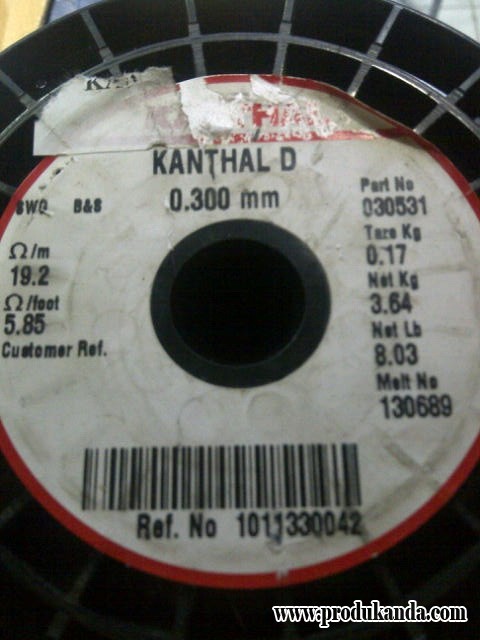 KANTHAL D
0.300 mm
SWG B&S
Ω/m
19.2
Ω/foot
5.85
Customer Ref.
Part No
030531
Tare Kg
0.17
Net Kg
3.64
Net Lb
8.03
Melt No
130689
Ref. No 1011330042
www.produkanda.com